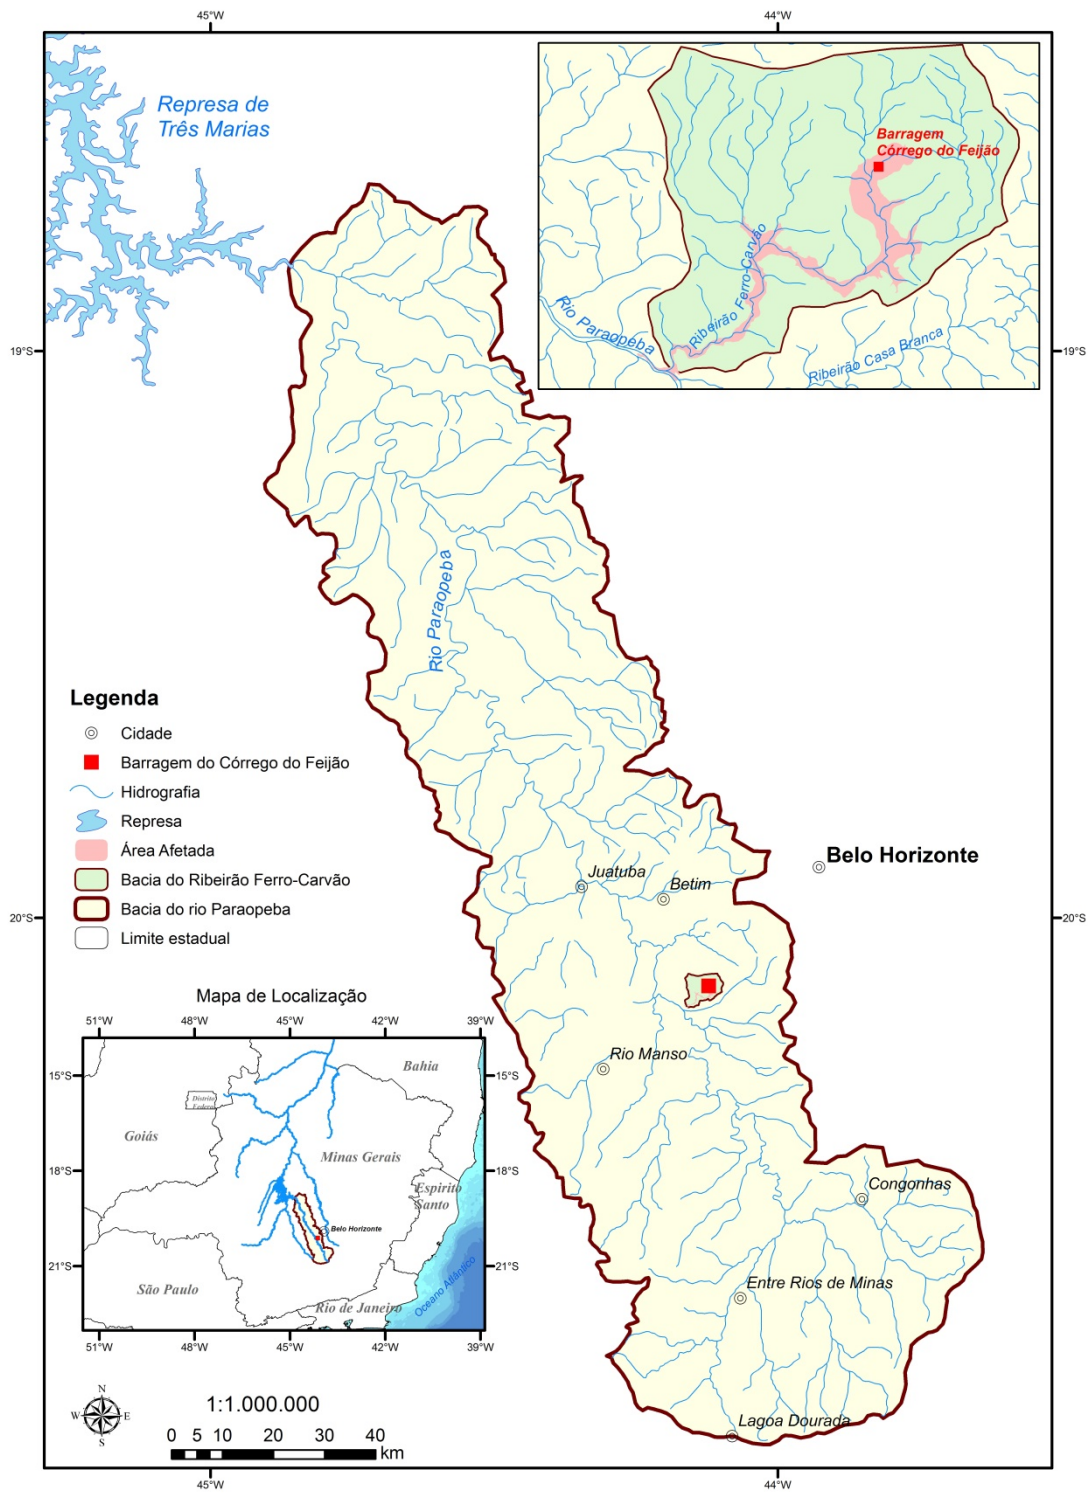 45°W
44°W
Represa de
Três Marias
Barragem
Córrego do Feijão
Ribeirão Ferro-Carvão
Rio Paraopeba
Ribeirão Casa Branca
19°S
19°S
Rio Paraopeba
Legenda
Cidade
Barragem do Córrego do Feijão
Hidrografia
Represa
Área Afetada
Bacia do Ribeirão Ferro-Carvão
Bacia do rio Paraopeba
Limite estadual
Belo Horizonte
Juatuba
Betim
20°S
20°S
Rio Manso
Congonhas
Entre Rios de Minas
Lagoa Dourada
Mapa de Localização
51°W
48°W
45°W
42°W
39°W
15°S
15°S
18°S
18°S
21°S
21°S
Bahia
Distrito
Federal
Goiás
Minas Gerais
Espirito
Santo
Belo Horizonte
São Paulo
Rio de Janeiro
Oceano Atlântico
51°W
48°W
45°W
42°W
39°W
N
W
E
S
1:1.000.000
0 5 10 20 30 40
km
45°W
44°W